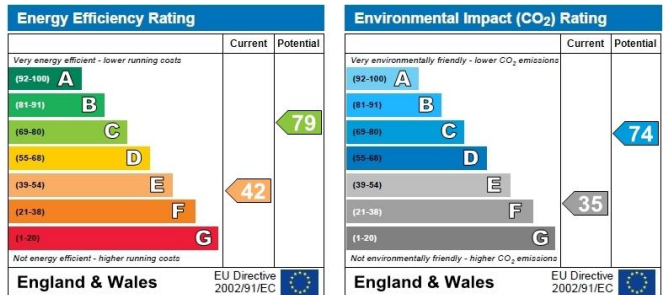 Energy Efficiency Rating
Current Potential
Very energy efficient - lower running costs
(92-100) A
(81-91) B
(69-80) C
79
(55-68) D
(39-54) E
42
(21-38) F
(1-20) G
Not energy efficient - higher running costs
England & Wales
EU Directive
2002/91/EC
Environmental Impact (CO₂) Rating
Current Potential
Very environmentally friendly - lower CO₂ emissions
(92-100) A
(81-91) B
(69-80) C
74
(55-68) D
(39-54) E
(21-38) F
35
(1-20) G
Not environmentally friendly - higher CO₂ emissions
England & Wales
EU Directive
2002/91/EC